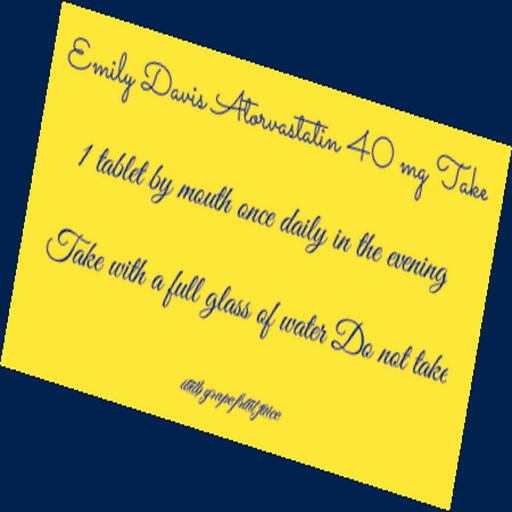 Emily Davis Atorvastatin 40 mg Take
1 tablet by mouth once daily in the evening
Take with a full glass of water Do not take
with grapefruit juice